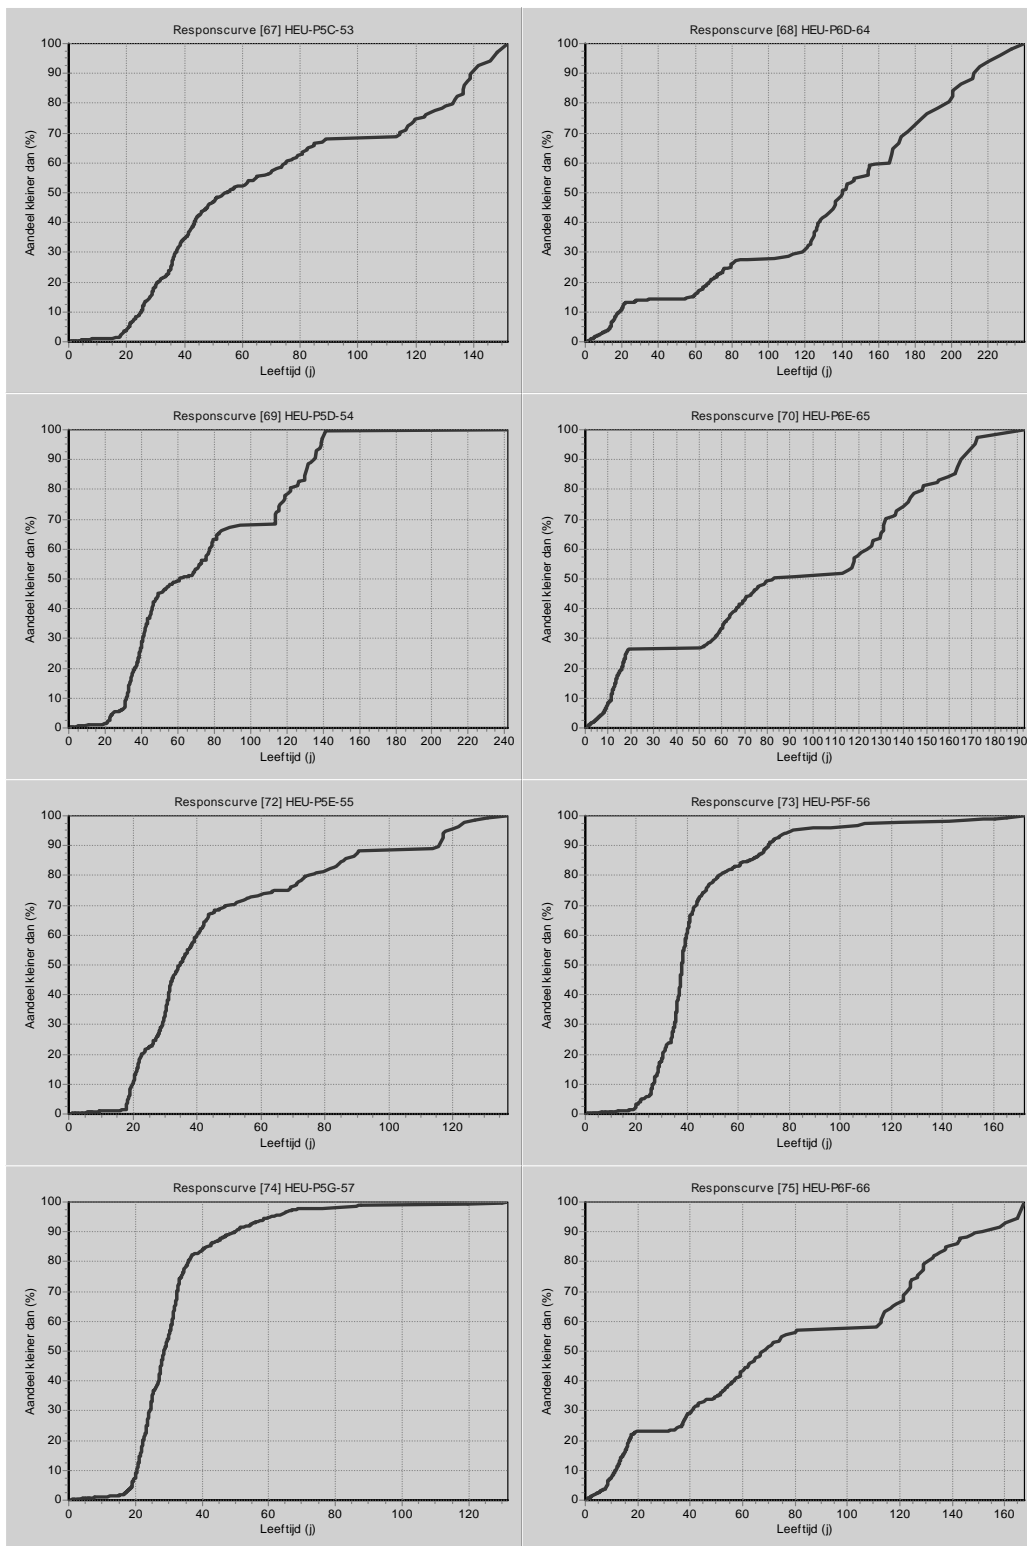 Responscurve [67] HEU-P5C-53
100
90
80
70
60
50
40
30
20
10
0
Aandeel kleiner dan (%)
0 20 40 60 80 100 120 140
Leeftijd (j)
Responscurve [68] HEU-P6D-64
100
90
80
70
60
50
40
30
20
10
0
Aandeel kleiner dan (%)
0 20 40 60 80 100 120 140 160 180 200 220
Leeftijd (j)
Responscurve [69] HEU-P5D-54
100
90
80
70
60
50
40
30
20
10
0
Aandeel kleiner dan (%)
0 20 40 60 80 100 120 140 160 180 200 220 240
Leeftijd (j)
Responscurve [70] HEU-P6E-65
100
90
80
70
60
50
40
30
20
10
0
Aandeel kleiner dan (%)
0 10 20 30 40 50 60 70 80 90 100 110 120 130 140 150 160 170 180 190
Leeftijd (j)
Responscurve [72] HEU-P5E-55
100
90
80
70
60
50
40
30
20
10
0
Aandeel kleiner dan (%)
0 20 40 60 80 100 120
Leeftijd (j)
Responscurve [73] HEU-P5F-56
100
90
80
70
60
50
40
30
20
10
0
Aandeel kleiner dan (%)
0 20 40 60 80 100 120 140 160
Leeftijd (j)
Responscurve [74] HEU-P5G-57
100
90
80
70
60
50
40
30
20
10
0
Aandeel kleiner dan (%)
0 20 40 60 80 100 120
Leeftijd (j)
Responscurve [75] HEU-P6F-66
100
90
80
70
60
50
40
30
20
10
0
Aandeel kleiner dan (%)
0 20 40 60 80 100 120 140 160
Leeftijd (j)